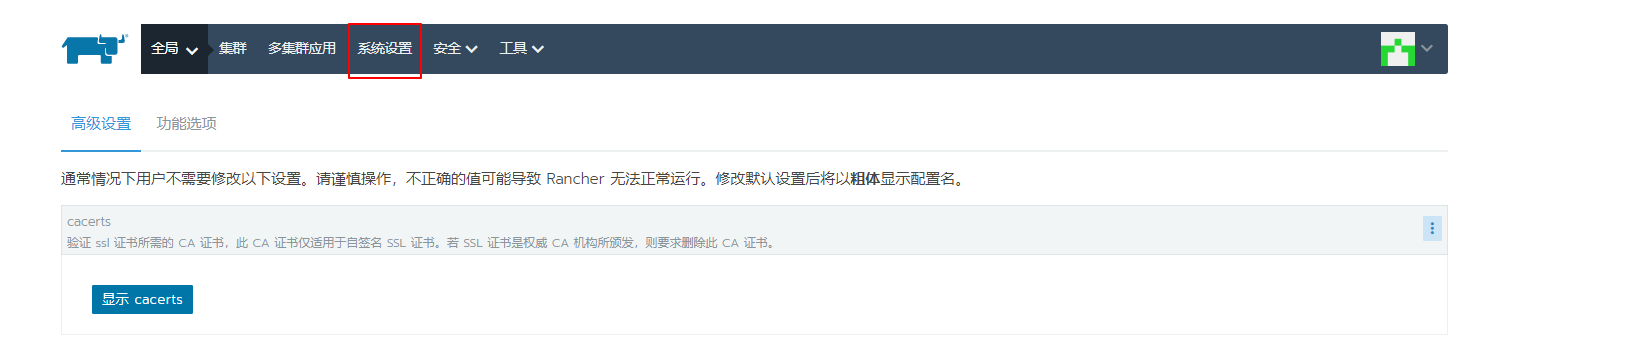 全局 集群 多集群应用 系统设置 安全 工具
高级设置 功能选项
通常情况下用户不需要修改以下设置。请谨慎操作，不正确的值可能导致 Rancher 无法正常运行。修改默认设置后将以粗体显示配置名。
cacerts
验证 ssl 证书所需的 CA 证书，此 CA 证书仅适用于自签名 SSL 证书。若 SSL 证书是权威 CA 机构所颁发，则要求删除此 CA 证书。
显示 cacerts